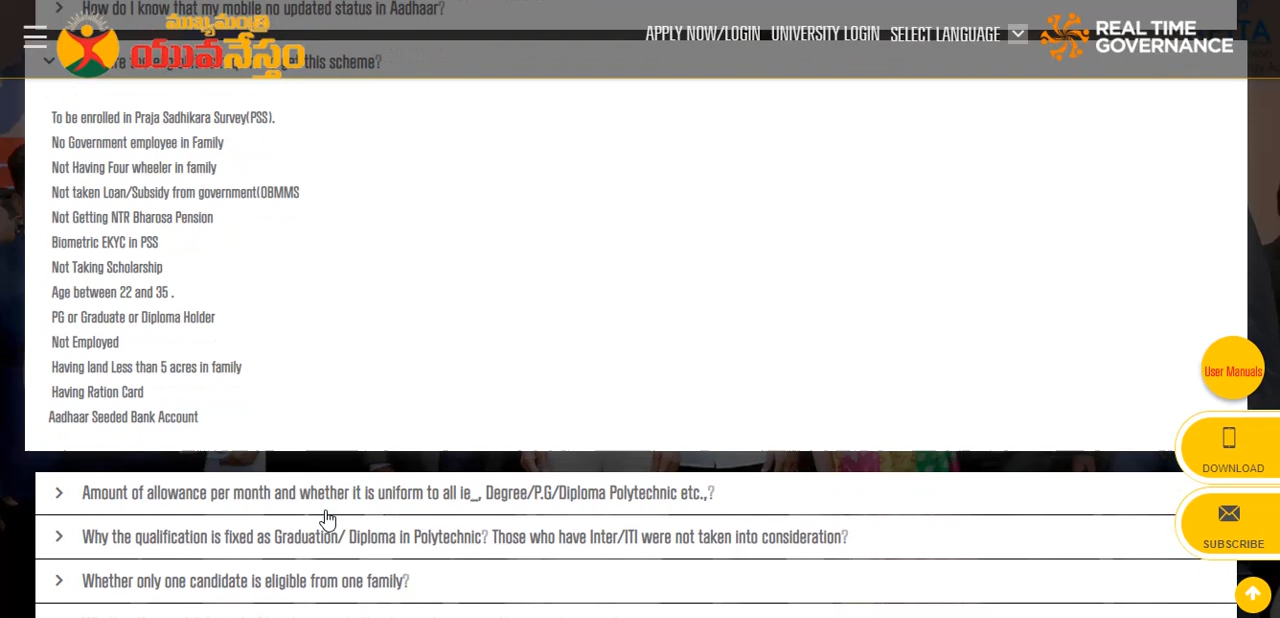 How do I know that my mobile no updated status in Aadhaar?
ముఖ్యమంత్రి
యువనేస్తం
APPLY NOW/LOGIN UNIVERSITY LOGIN SELECT LANGUAGE
REAL TIME
GOVERNANCE
this scheme?
To be enrolled in Praja Sadhikara Survey(PSS).
No Government employee in Family
Not Having Four wheeler in family
Not taken Loan/Subsidy from government(OBMMS
Not Getting NTR Bharosa Pension
Biometric EKYC in PSS
Not Taking Scholarship
Age between 22 and 35 .
PG or Graduate or Diploma Holder
Not Employed
Having land Less than 5 acres in family
Having Ration Card
Aadhaar Seeded Bank Account
User Manuals
DOWNLOAD
SUBSCRIBE
Amount of allowance per month and whether it is uniform to all ie_, Degree/P.G/Diploma Polytechnic etc.,?
Why the qualification is fixed as Graduation/ Diploma in Polytechnic? Those who have Inter/ITI were not taken into consideration?
Whether only one candidate is eligible from one family?